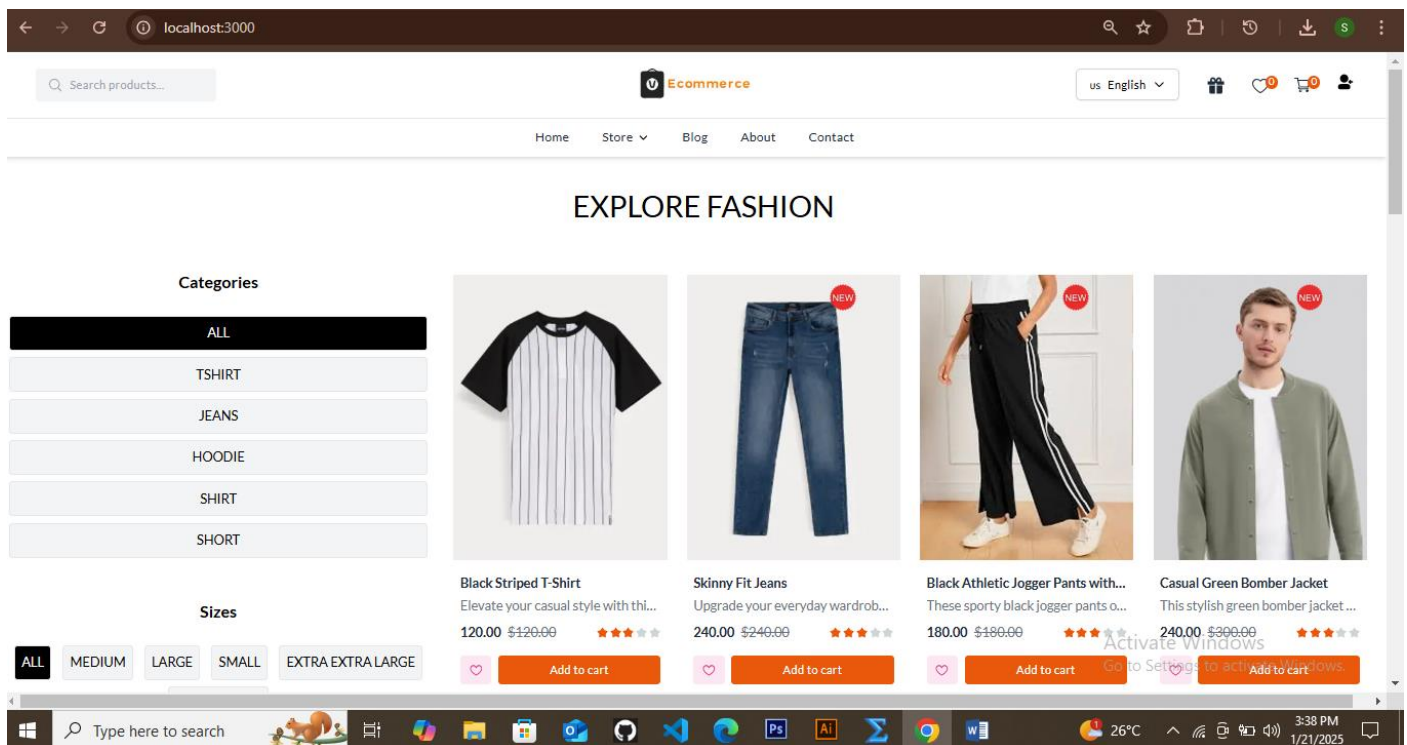 localhost:3000
S
Search products...
Ecommerce
us English
0
0
Home Store Blog About Contact
EXPLORE FASHION
Categories
ALL
TSHIRT
JEANS
HOODIE
SHIRT
SHORT
Sizes
ALL MEDIUM LARGE SMALL EXTRA EXTRA LARGE
NEW
NEW
NEW
Black Striped T-Shirt
Elevate your casual style with thi...
120.00 $120.00
Add to cart
Skinny Fit Jeans
Upgrade your everyday wardrob...
240.00 $240.00
Add to cart
Black Athletic Jogger Pants with...
These sporty black jogger pants o...
180.00 $180.00
Add to cart
Casual Green Bomber Jacket
This stylish green bomber jacket ...
240.00 $300.00
Add to cart
Activate Windows
Go to Settings to activate Windows.
Type here to search
Ps
Ai
W
1
26°C
3:38 PM
1/21/2025